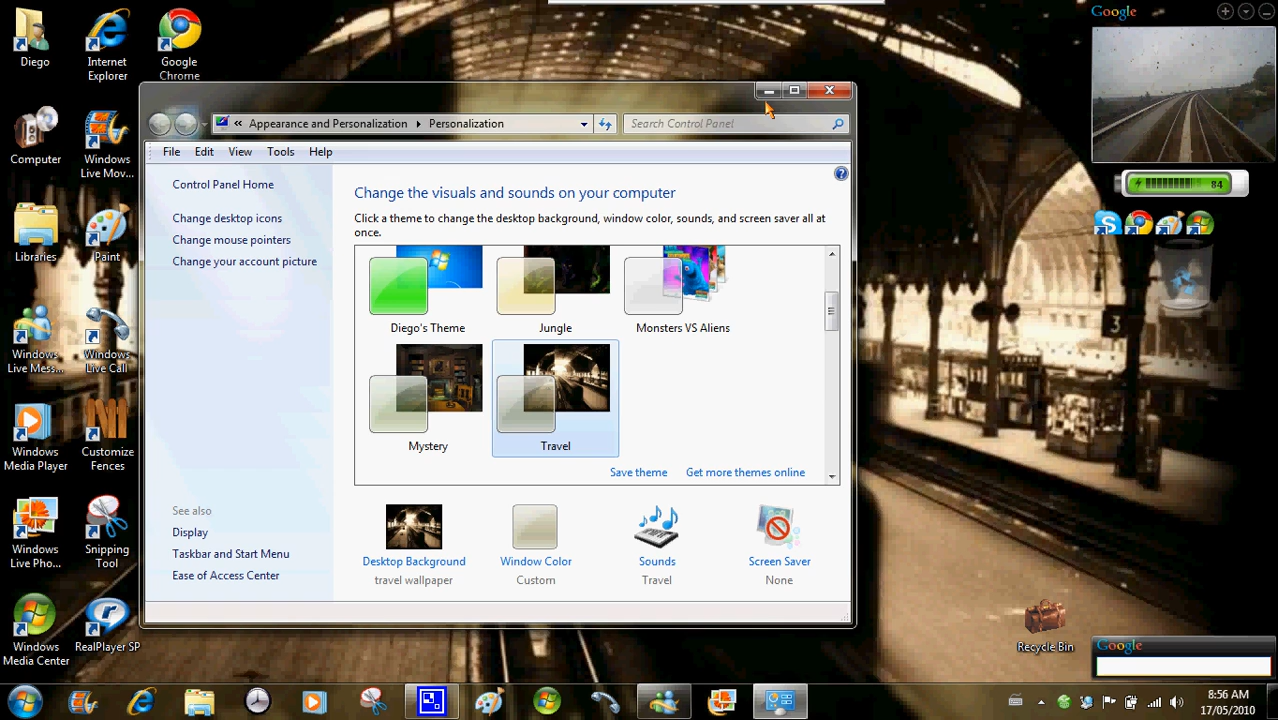 Diego
Internet
Explorer
Google
Chrome
Computer
Windows
Live Mov...
Libraries
Paint
Windows
Live Mess...
Windows
Live Call
Windows
Media Player
Customize
Fences
Windows
Live Pho...
Snipping
Tool
Windows
Media Center
RealPlayer SP
« Appearance and Personalization
Personalization
Search Control Panel
File
Edit
View
Tools
Help
Control Panel Home
Change desktop icons
Change mouse pointers
Change your account picture
See also
Display
Taskbar and Start Menu
Ease of Access Center
Change the visuals and sounds on your computer
Click a theme to change the desktop background, window color, sounds, and screen saver all at
once.
Diego's Theme
Jungle
Monsters VS Aliens
Mystery
Travel
Save theme
Get more themes online
Desktop Background
travel wallpaper
Window Color
Custom
Sounds
Travel
Screen Saver
None
Google
84
3
Recycle Bin
Google
8:56 AM
17/05/2010